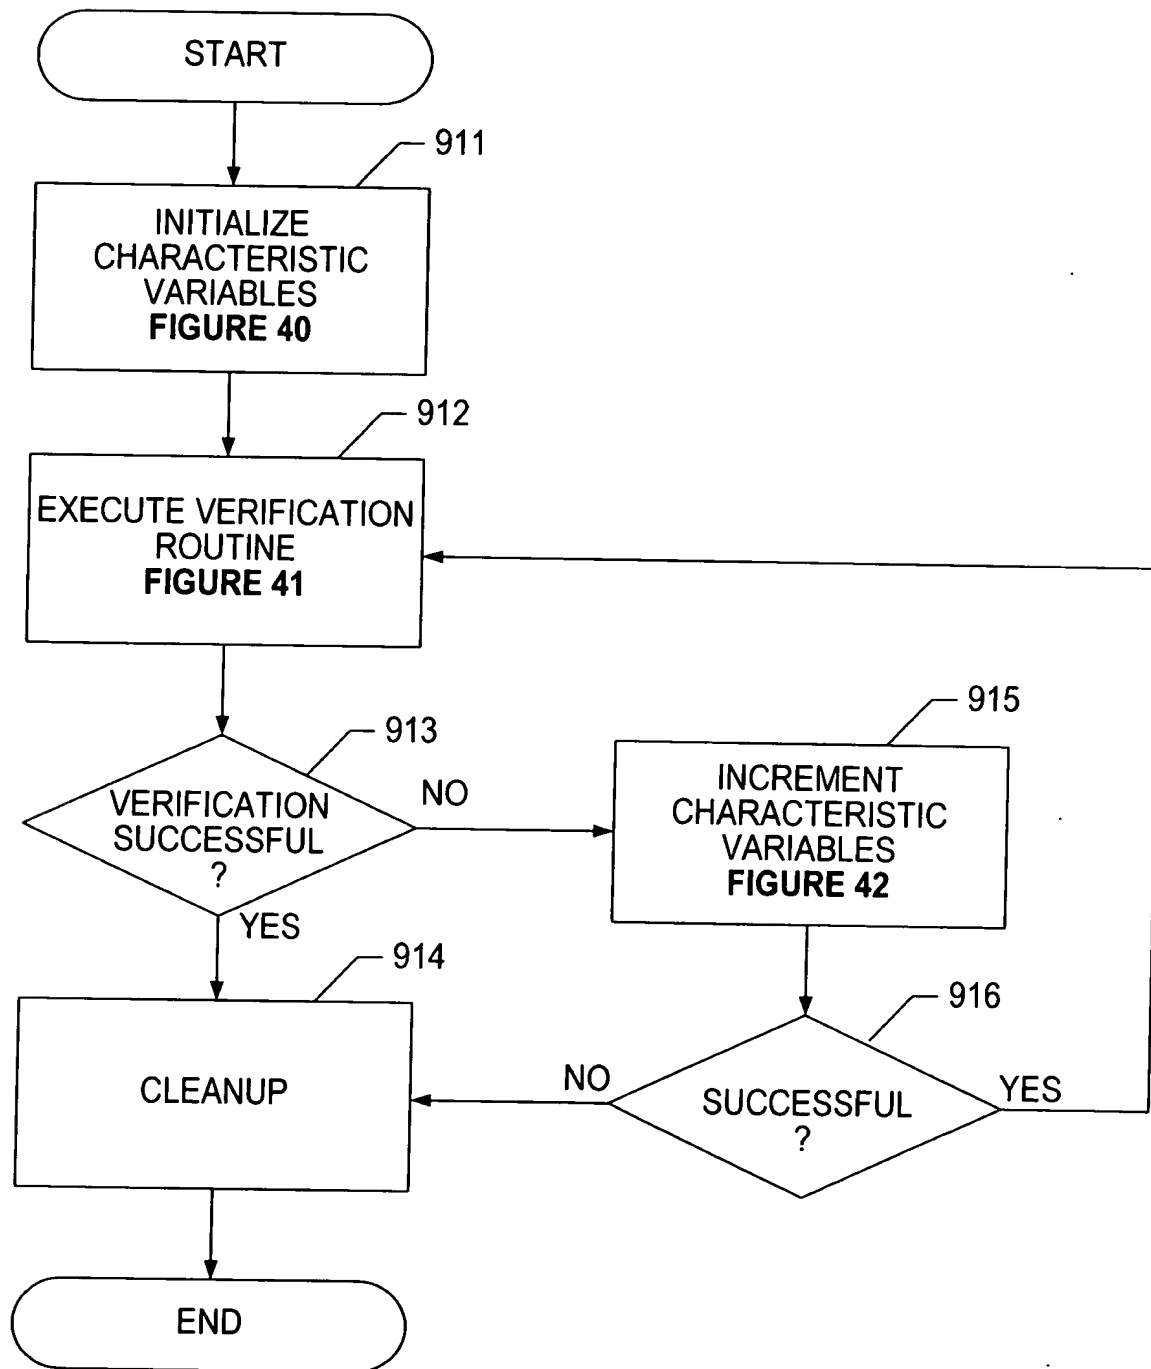 START
911
INITIALIZE
CHARACTERISTIC
VARIABLES
FIGURE 40
912
EXECUTE VERIFICATION
ROUTINE
FIGURE 41
913
VERIFICATION
SUCCESSFUL
?
NO
YES
915
INCREMENT
CHARACTERISTIC
VARIABLES
FIGURE 42
914
CLEANUP
916
SUCCESSFUL
?
NO
YES
END